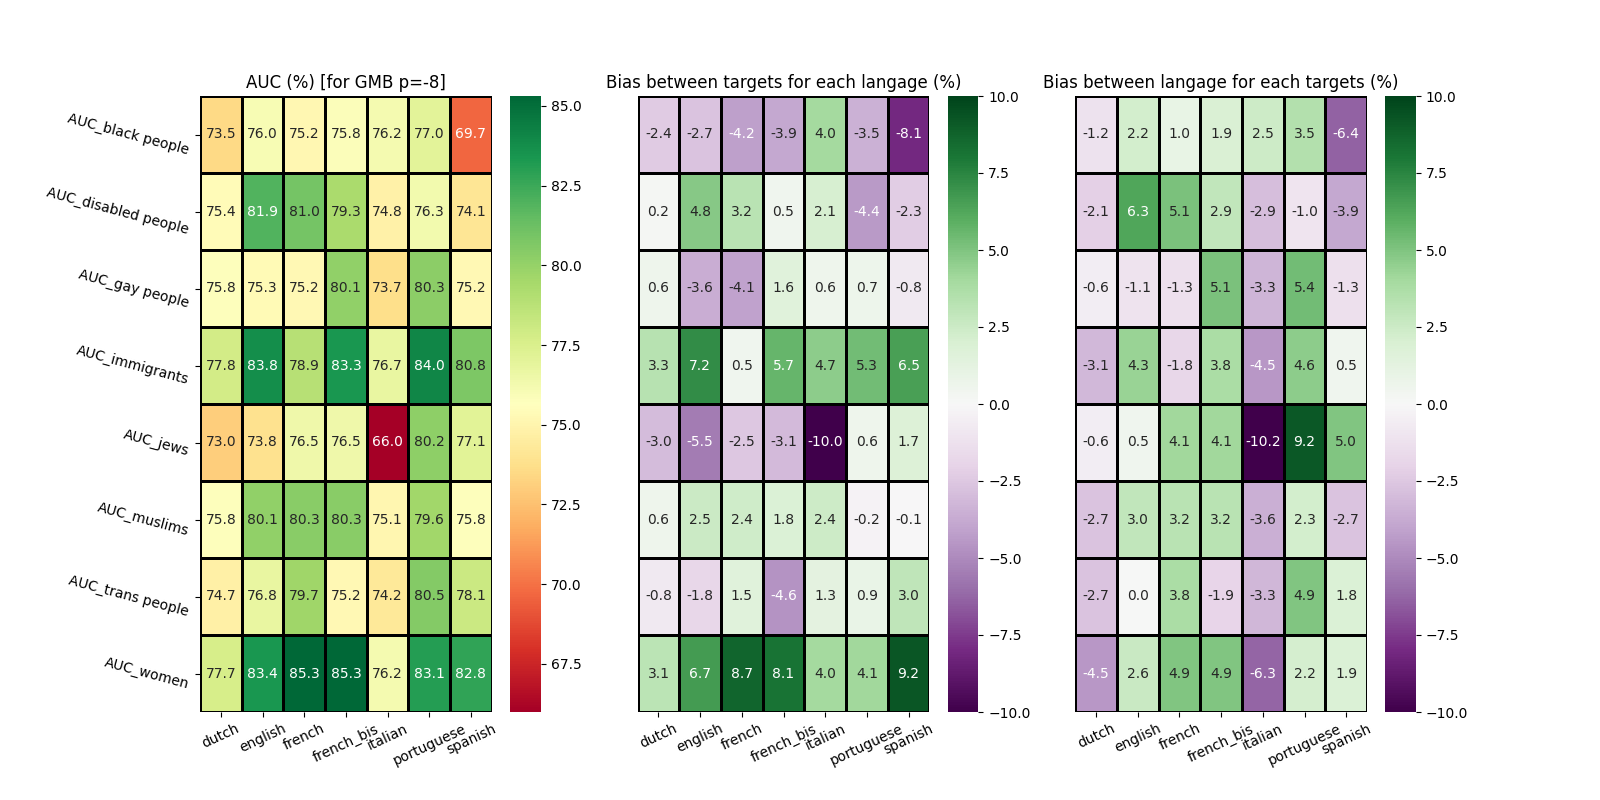 AUC (%) [for GMB p=-8]
Bias between targets for each langage (%)
Bias between langage for each targets (%)
AUC_black people 73.5 76.0 75.2 75.8 76.2 77.0 69.7
AUC_disabled people 75.4 81.9 81.0 79.3 74.8 76.3 74.1
AUC_gay people 75.8 75.3 75.2 80.1 73.7 80.3 75.2
AUC_immigrants 77.8 83.8 78.9 83.3 76.7 84.0 80.8
AUC_jews 73.0 73.8 76.5 76.5 66.0 80.2 77.1
AUC_muslims 75.8 80.1 80.3 80.3 75.1 79.6 75.8
AUC_trans people 74.7 76.8 79.7 75.2 74.2 80.5 78.1
AUC_women 77.7 83.4 85.3 85.3 76.2 83.1 82.8
dutch english french french_bis italian portuguese spanish
85.0
82.5
80.0
77.5
75.0
72.5
70.0
67.5
-2.4 -2.7 -4.2 -3.9 4.0 -3.5 -8.1
0.2 4.8 3.2 0.5 2.1 -4.4 -2.3
0.6 -3.6 -4.1 1.6 0.6 0.7 -0.8
3.3 7.2 0.5 5.7 4.7 5.3 6.5
-3.0 -5.5 -2.5 -3.1 -10.0 0.6 1.7
0.6 2.5 2.4 1.8 2.4 -0.2 -0.1
-0.8 -1.8 1.5 -4.6 1.3 0.9 3.0
3.1 6.7 8.7 8.1 4.0 4.1 9.2
dutch english french french_bis italian portuguese spanish
10.0
7.5
5.0
2.5
0.0
−2.5
−5.0
−7.5
−10.0
-1.2 2.2 1.0 1.9 2.5 3.5 -6.4
-2.1 6.3 5.1 2.9 -2.9 -1.0 -3.9
-0.6 -1.1 -1.3 5.1 -3.3 5.4 -1.3
-3.1 4.3 -1.8 3.8 -4.5 4.6 0.5
-0.6 0.5 4.1 4.1 -10.2 9.2 5.0
-2.7 3.0 3.2 3.2 -3.6 2.3 -2.7
-2.7 0.0 3.8 -1.9 -3.3 4.9 1.8
-4.5 2.6 4.9 4.9 -6.3 2.2 1.9
dutch english french french_bis italian portuguese spanish
10.0
7.5
5.0
2.5
0.0
−2.5
−5.0
−7.5
−10.0